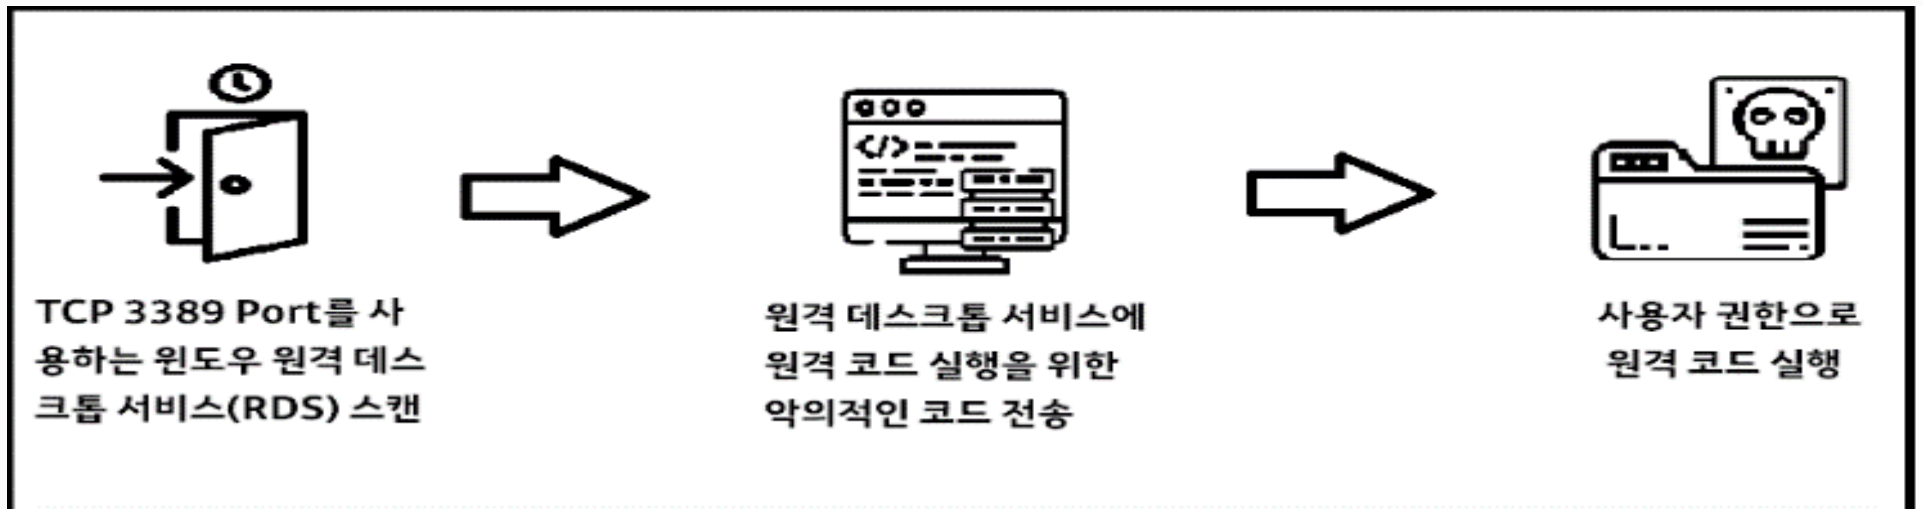 TCP 3389 Port를 사
용하는 윈도우 원격 데스
크톱 서비스(RDS) 스캔
원격 데스크톱 서비스에
원격 코드 실행을 위한
악의적인 코드 전송
사용자 권한으로
원격 코드 실행